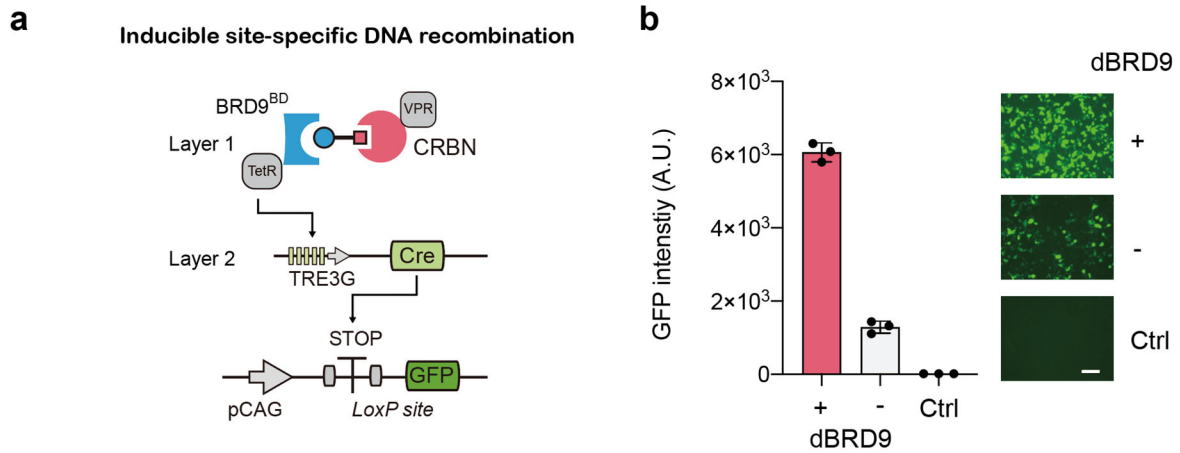 a
Inducible site-specific DNA recombination
BRD9BD
VPR
Layer 1
CRBN
TetR
Layer 2
Cre
TRE3G
STOP
GFP
pCAG
LoxP site
b
dBRD9
8×10³
6×10³
4×10³
2×10³
0
GFP intenstiy (A.U.)
+
-
Ctrl
dBRD9
+
-
Ctrl